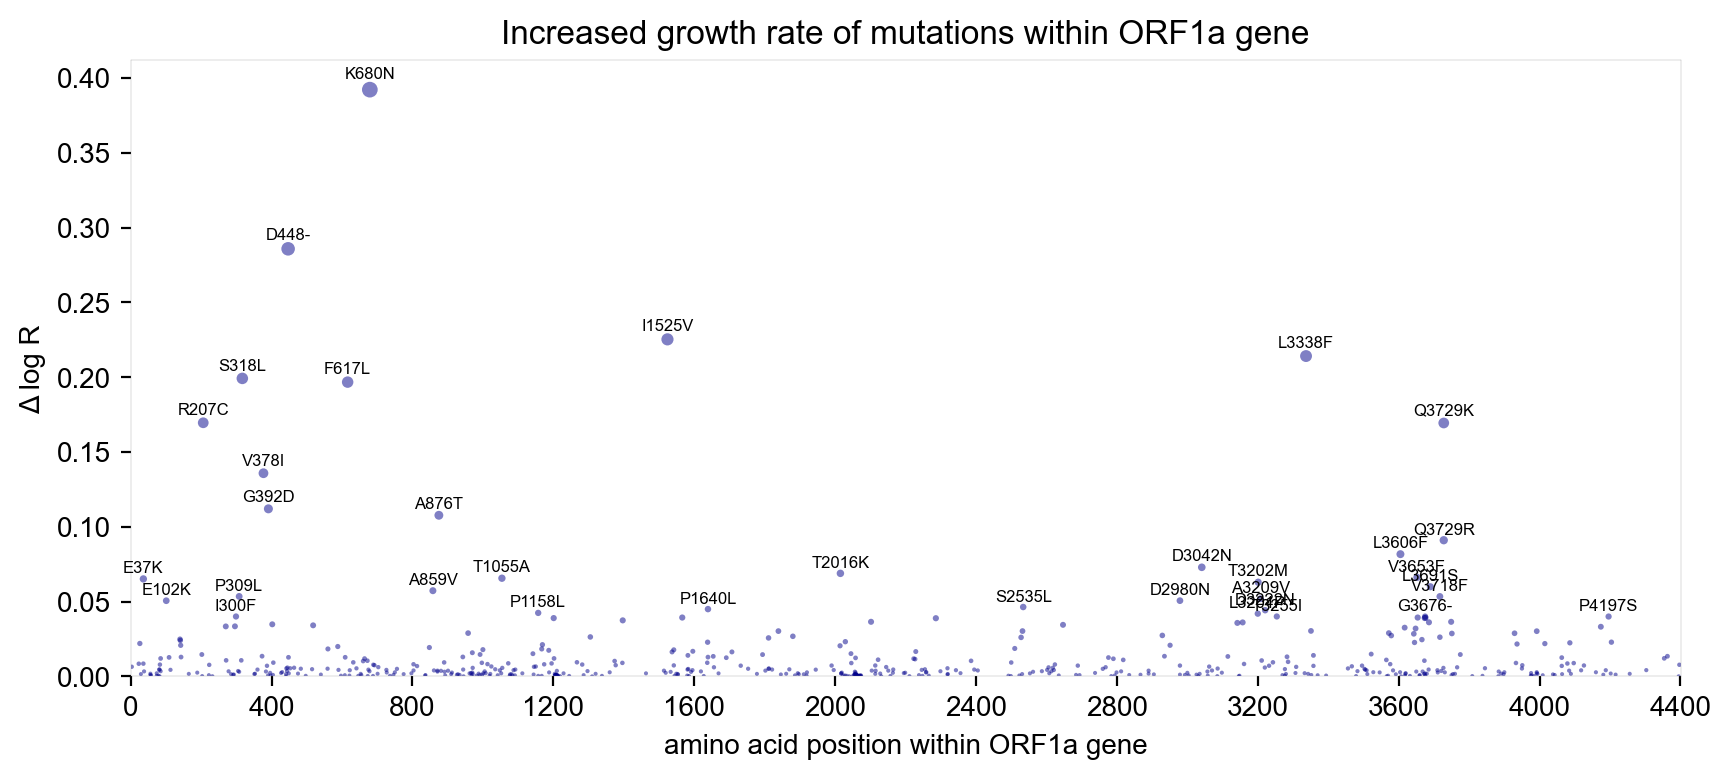 Increased growth rate of mutations within ORF1a gene
0.40
0.35
0.30
0.25
0.20
0.15
0.10
0.05
0.00
Δ log R
K680N
D448-
I1525V
L3338F
S318L
F617L
R207C
Q3729K
V378I
G392D
A876T
Q3729R
L3606F
D3042N
E37K
T1055A
T2016K
V3653F
T3202M
L3691S
E102K
P309L
A859V
D2980N
A3209V
V3718F
I300F
P1158L
P1640L
S2535L
G3676-
P4197S
0
400
800
1200
1600
2000
2400
2800
3200
3600
4000
4400
amino acid position within ORF1a gene